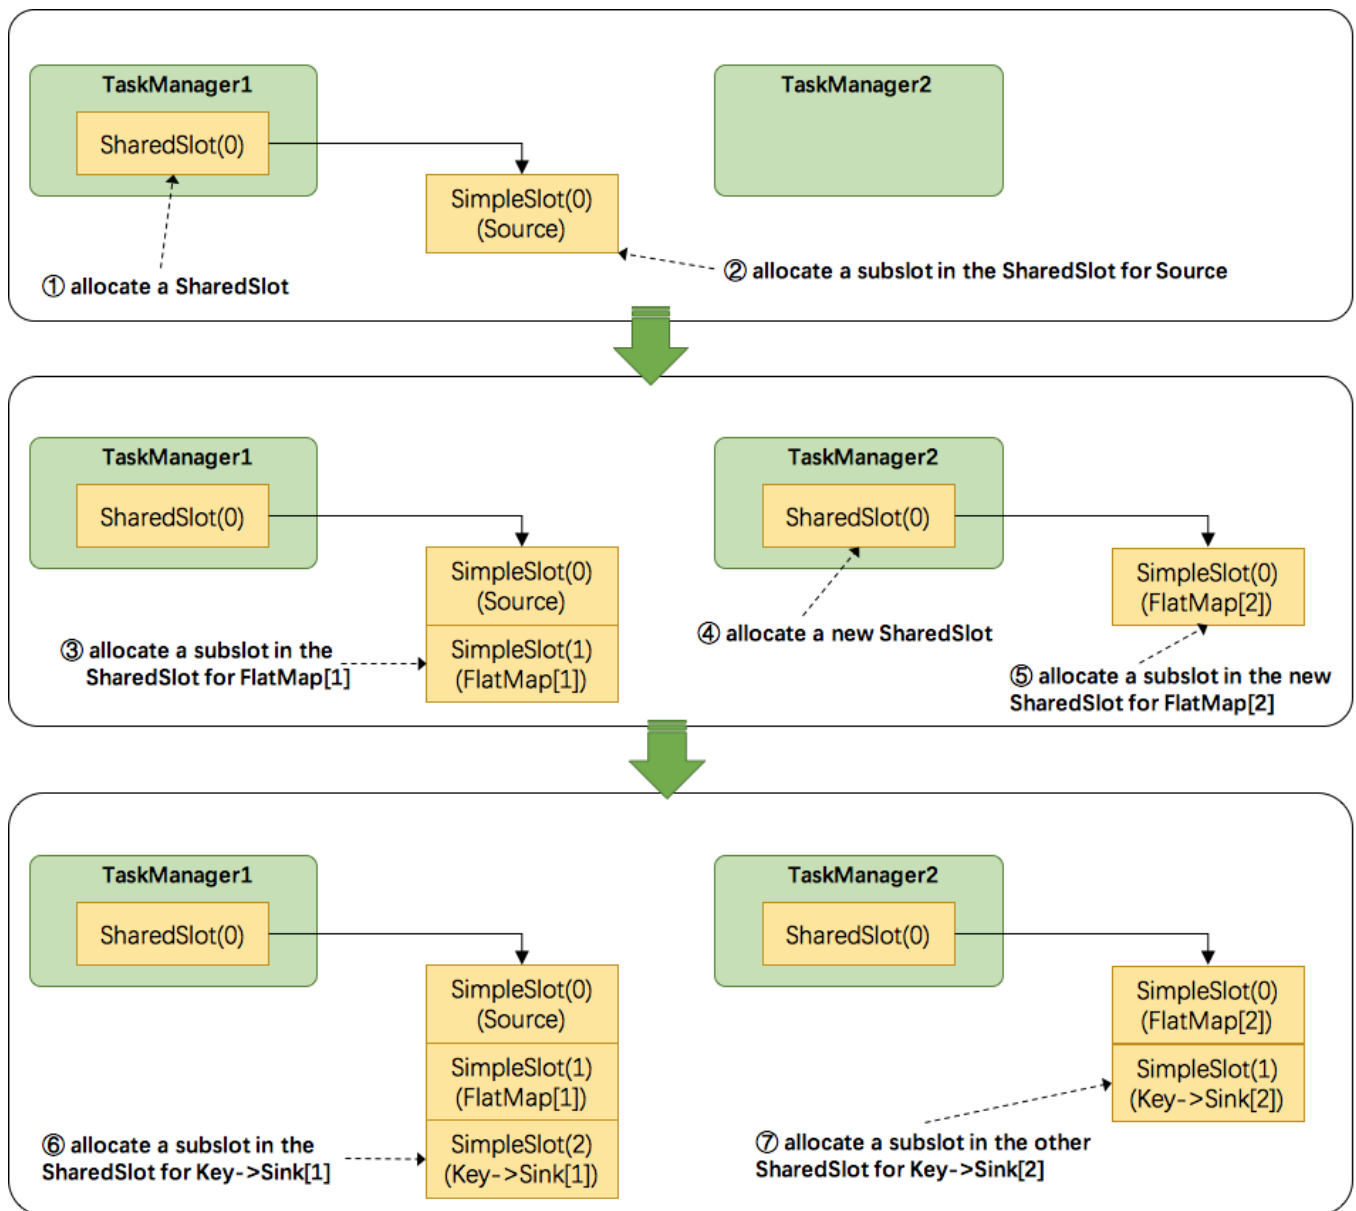 TaskManager1
SharedSlot(0)
SimpleSlot(0)
(Source)
① allocate a SharedSlot
TaskManager2
② allocate a subslot in the SharedSlot for Source
TaskManager1
SharedSlot(0)
SimpleSlot(0)
(Source)
③ allocate a subslot in the
SharedSlot for FlatMap[1]
SimpleSlot(1)
(FlatMap[1])
TaskManager2
SharedSlot(0)
④ allocate a new SharedSlot
SimpleSlot(0)
(FlatMap[2])
⑤ allocate a subslot in the new
SharedSlot for FlatMap[2]
TaskManager1
SharedSlot(0)
SimpleSlot(0)
(Source)
SimpleSlot(1)
(FlatMap[1])
⑥ allocate a subslot in the
SharedSlot for Key->Sink[1]
SimpleSlot(2)
(Key->Sink[1])
TaskManager2
SharedSlot(0)
SimpleSlot(0)
(FlatMap[2])
SimpleSlot(1)
(Key->Sink[2])
⑦ allocate a subslot in the other
SharedSlot for Key->Sink[2]